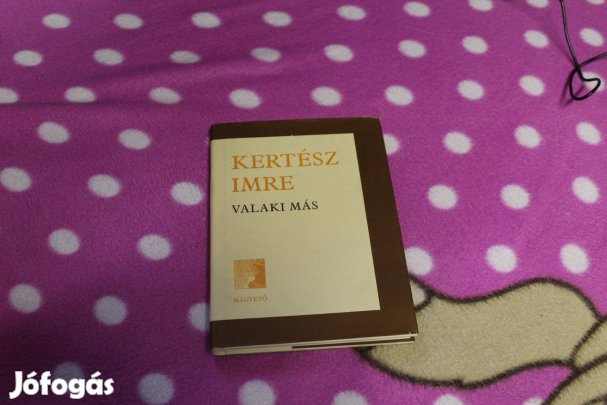 KERTÉSZ
IMRE
VALAKI MÁS
MAGVETŐ
Jófogás